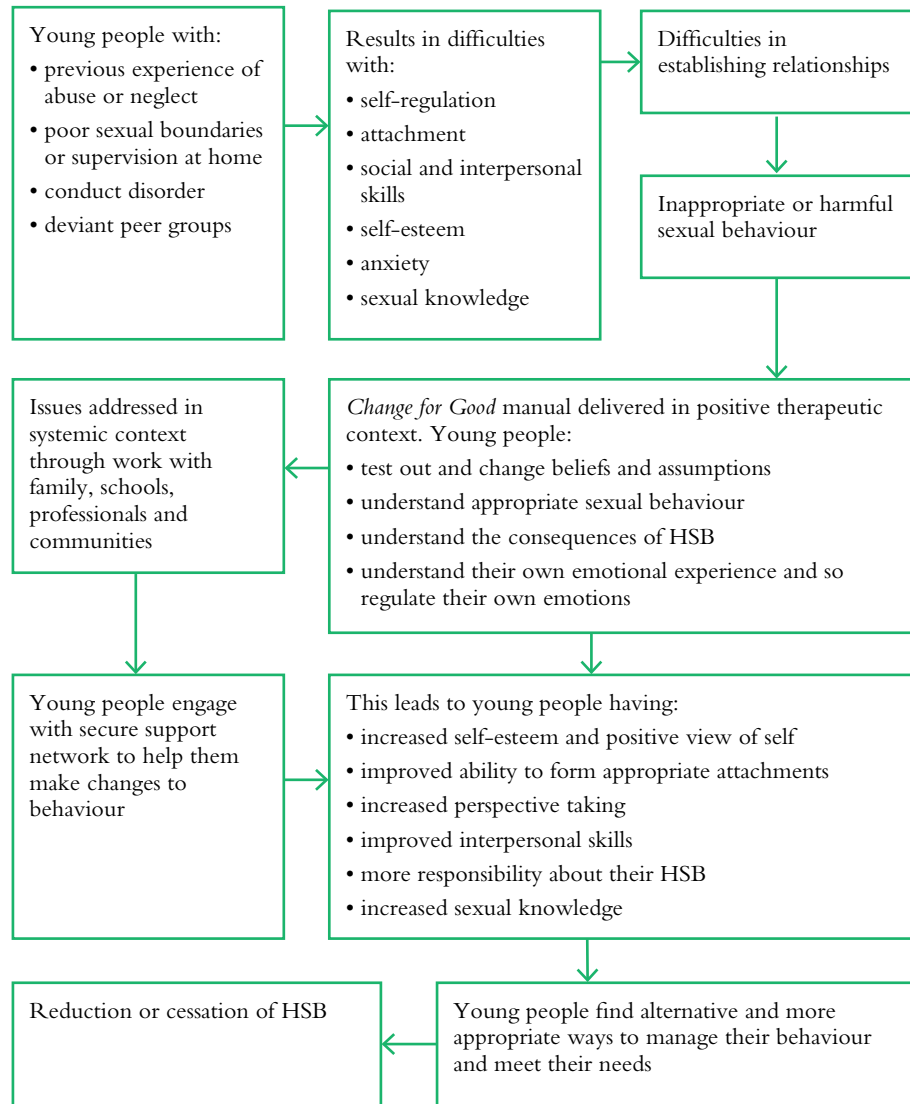 Young people with:
• previous experience of
abuse or neglect
• poor sexual boundaries
or supervision at home
• conduct disorder
• deviant peer groups
Results in difficulties
with:
• self-regulation
• attachment
• social and interpersonal
skills
• self-esteem
• anxiety
• sexual knowledge
Difficulties in
establishing relationships
Inappropriate or harmful
sexual behaviour
Change for Good manual delivered in positive therapeutic
context. Young people:
• test out and change beliefs and assumptions
• understand appropriate sexual behaviour
• understand the consequences of HSB
• understand their own emotional experience and so
regulate their own emotions
Issues addressed in
systemic context
through work with
family, schools,
professionals and
communities
Young people engage
with secure support
network to help them
make changes to
behaviour
This leads to young people having:
• increased self-esteem and positive view of self
• improved ability to form appropriate attachments
• increased perspective taking
• improved interpersonal skills
• more responsibility about their HSB
• increased sexual knowledge
Young people find alternative and more
appropriate ways to manage their behaviour
and meet their needs
Reduction or cessation of HSB